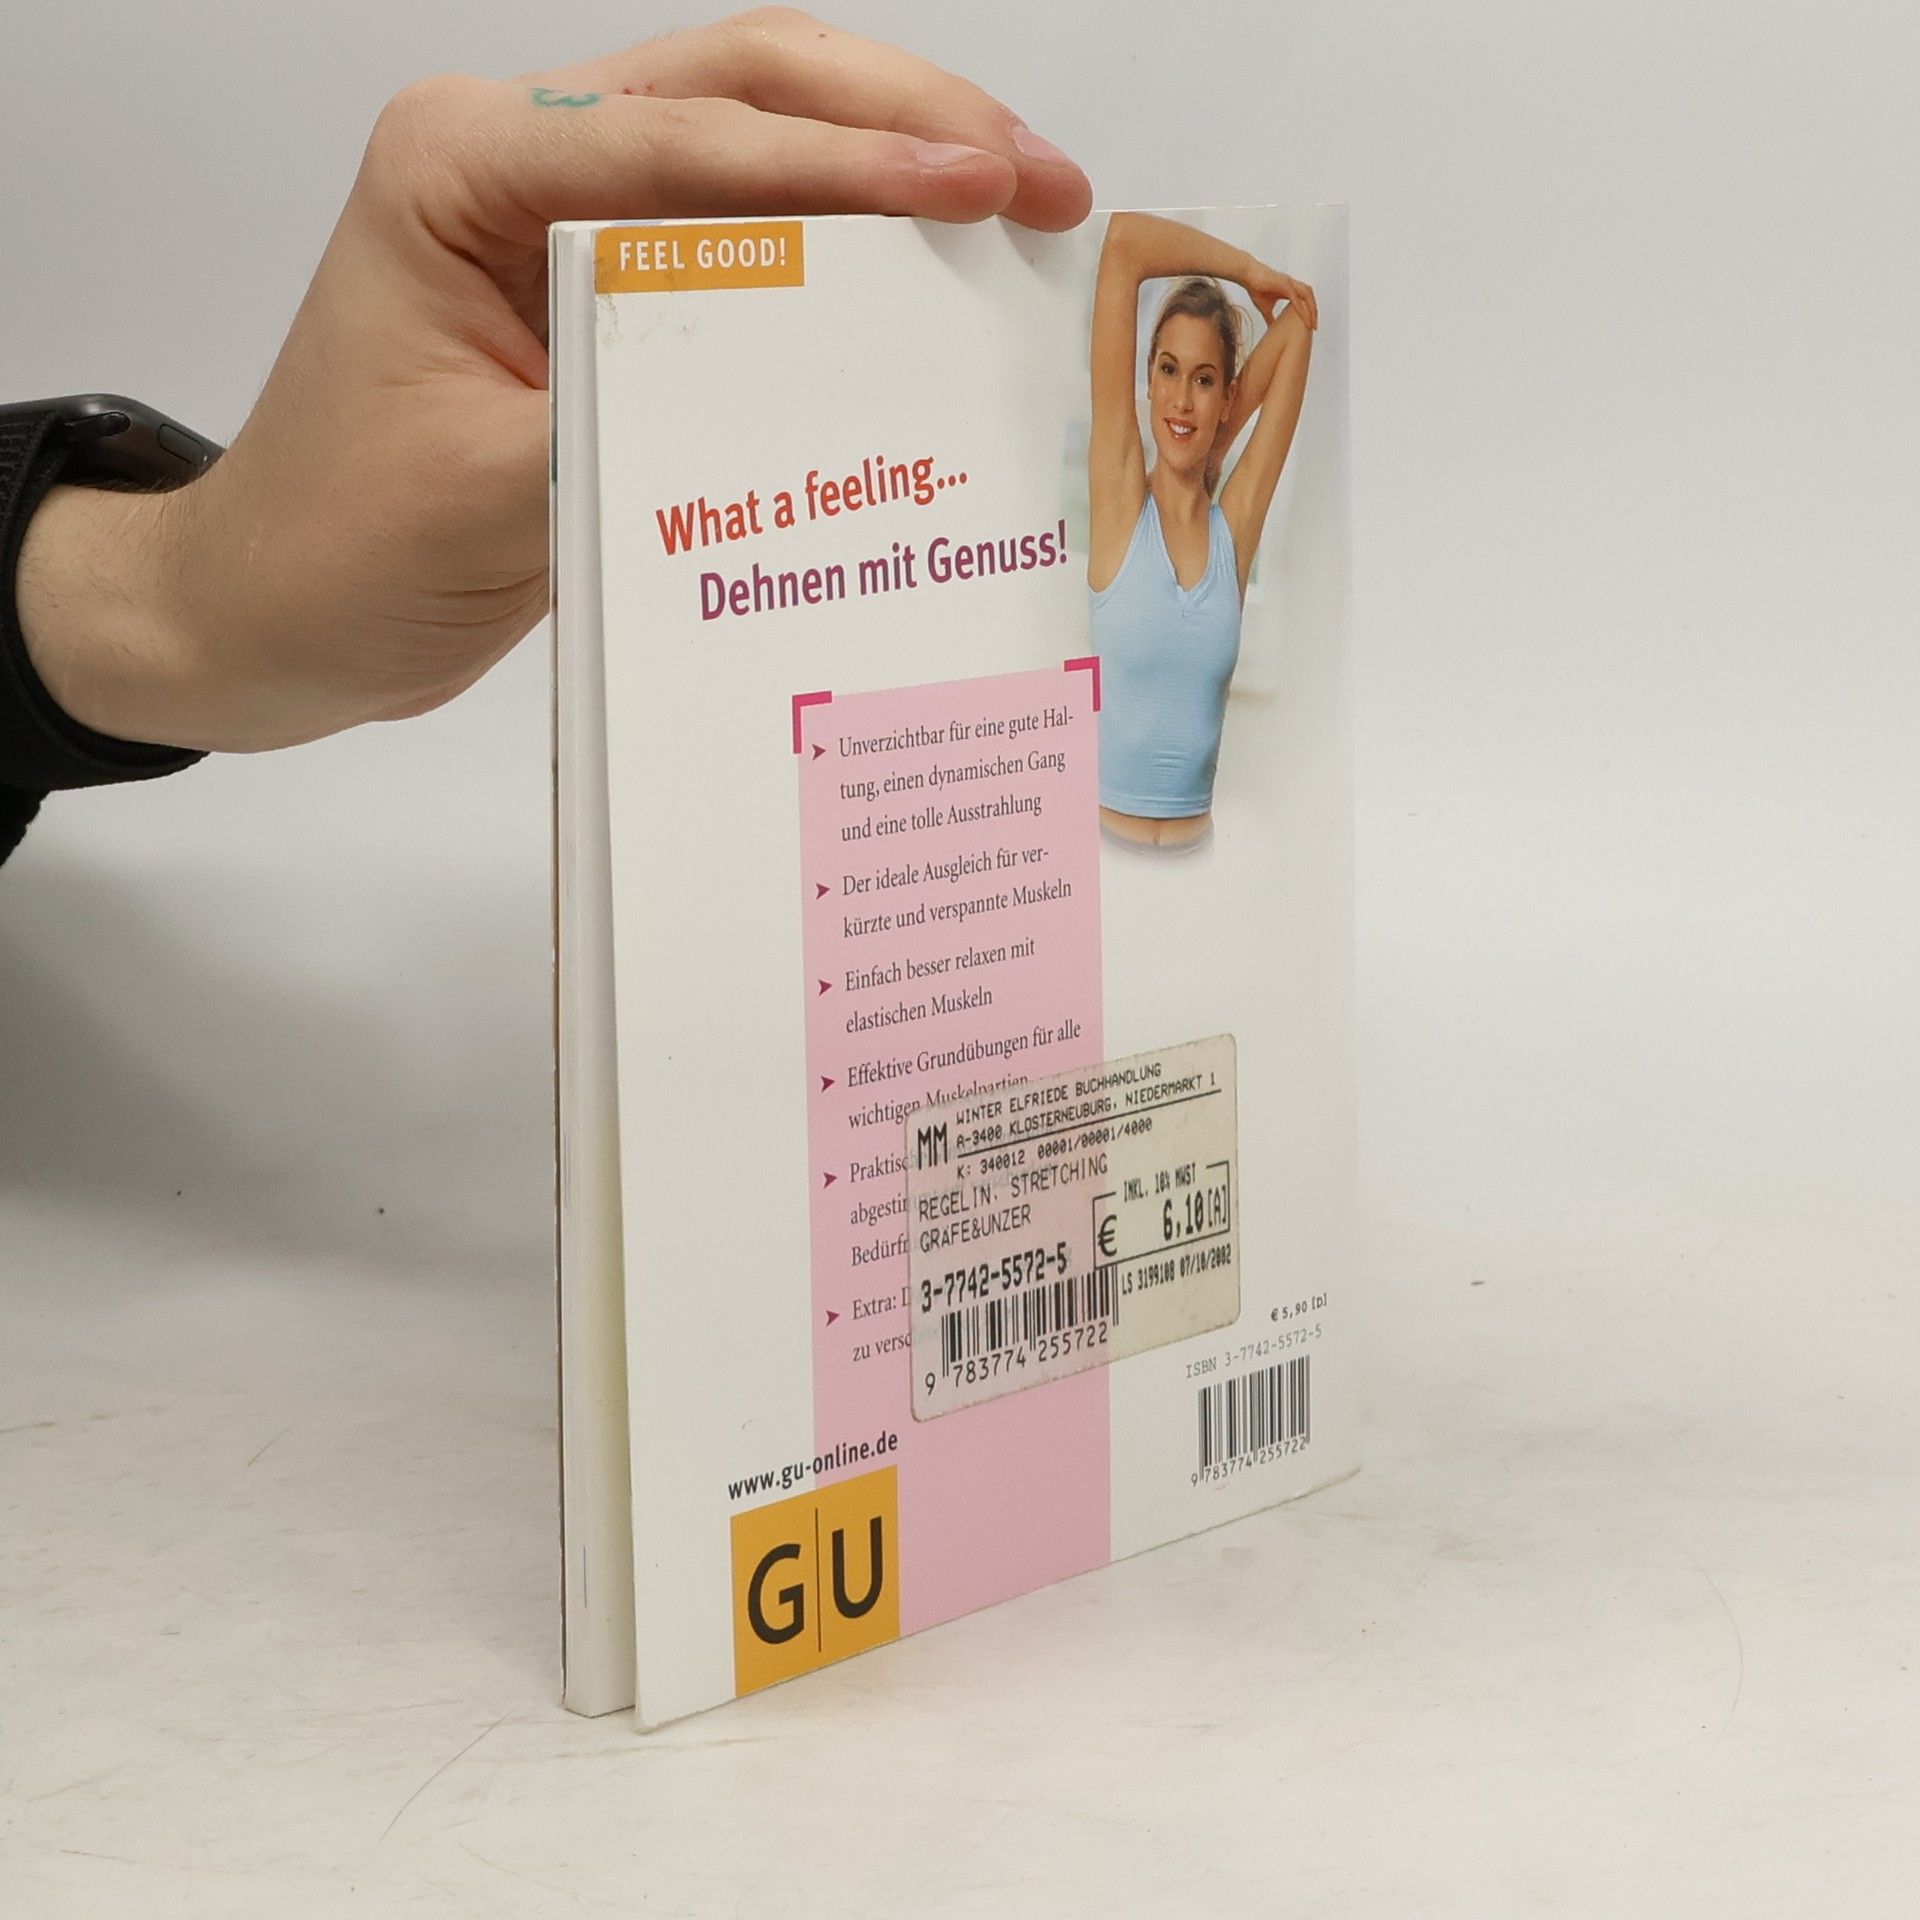 FEEL GOOD!
What a feeling...
Dehnen mit Genuss!
Unverzichtbar für eine gute Hal-
tung, einen dynamischen Gang
und eine tolle Ausstrahlung
Der ideale Ausgleich für ver-
kürzte und verspannte Muskeln
Einfach besser relaxen mit
elastischen Muskeln
Effektive Grundübungen für alle
wichtigen Muskelpartien
Extra:
MM
WINTER ELFRIEDE BUCHHANDLUNG
A-3400 KLOSTERNEUBURG, NIEDERMARKT 1
K: 340012 00001/00001/4000
REGELIN. STRETCHING
GRÄFE&UNZER
INKL. 10% MWST
€ 6,10[A]
3-7742-5572-5
LS 3199108 07/10/2002
9 783774 255722
€ 5,90 [D]
ISBN 3-7742-5572-5
9 783774 255722
www.gu-online.de
GU